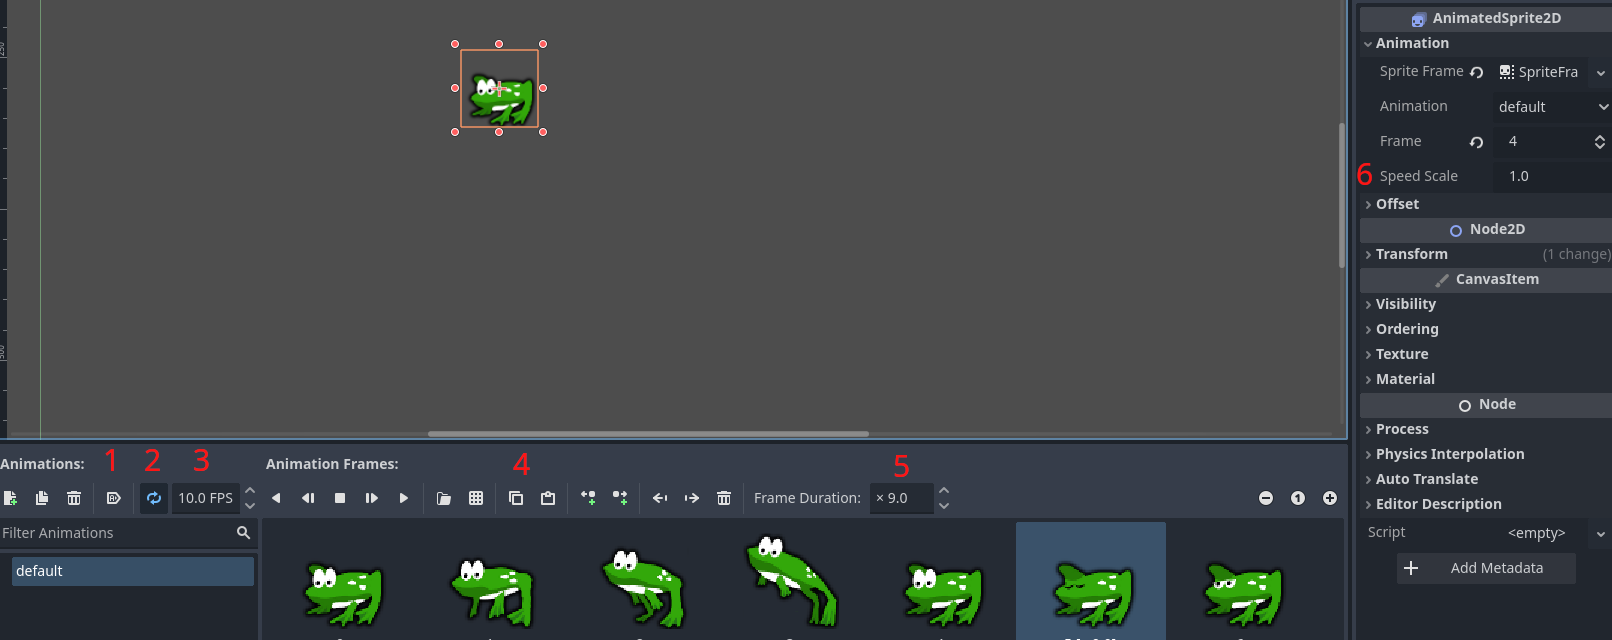 AnimatedSprite2D
Animation
Sprite Frame SpriteFra
Animation default
Frame 4
6 Speed Scale 1.0
Offset
Node2D
Transform (1 change)
CanvasItem
Visibility
Ordering
Texture
Material
Node
Process
Physics Interpolation
Auto Translate
Editor Description
Script <empty>
Add Metadata
250
500
Animations: 1 2 3 Animation Frames: 4 5
10.0 FPS Frame Duration: × 9.0
Filter Animations
default